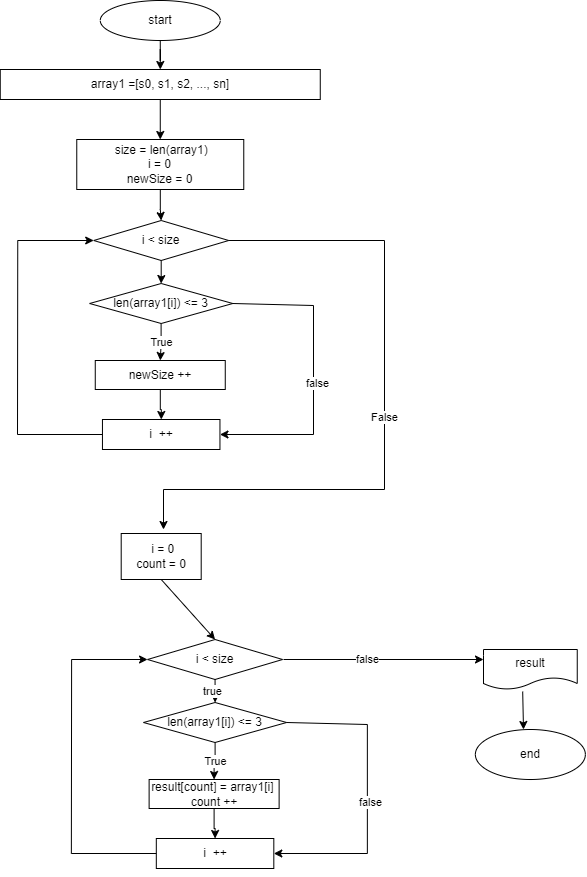 start
array1 =[s0, s1, s2, ..., sn]
size = len(array1)
i = 0
newSize = 0
i < size
len(array1[i]) <= 3
True
newSize ++
false
i ++
False
i = 0
count = 0
i < size
false
result
true
len(array1[i]) <= 3
end
True
result[count] = array1[i]
count ++
false
i ++